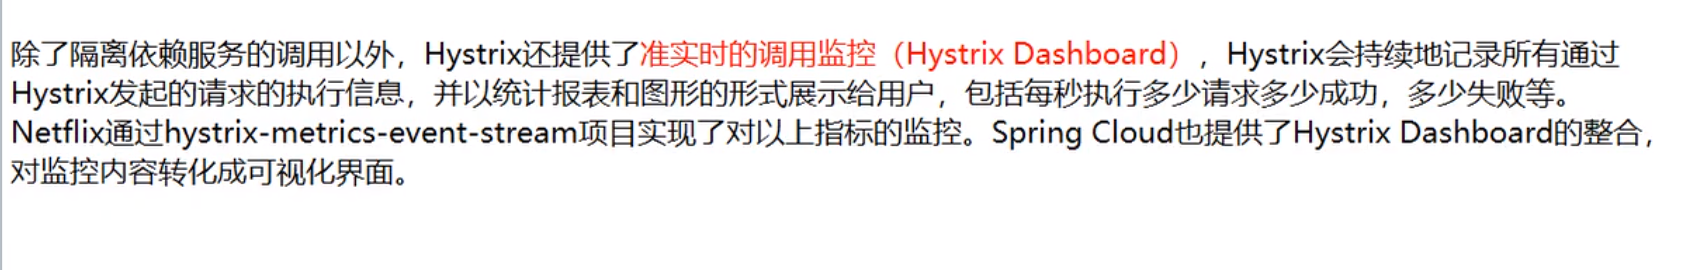 除了隔离依赖服务的调用以外，Hystrix还提供了准实时的调用监控（Hystrix Dashboard），Hystrix会持续地记录所有通过
Hystrix发起的请求的执行信息，并以统计报表和图形的形式展示给用户，包括每秒执行多少请求多少成功，多少失败等。
Netflix通过hystrix-metrics-event-stream项目实现了对以上指标的监控。Spring Cloud也提供了Hystrix Dashboard的整合，
对监控内容转化成可视化界面。